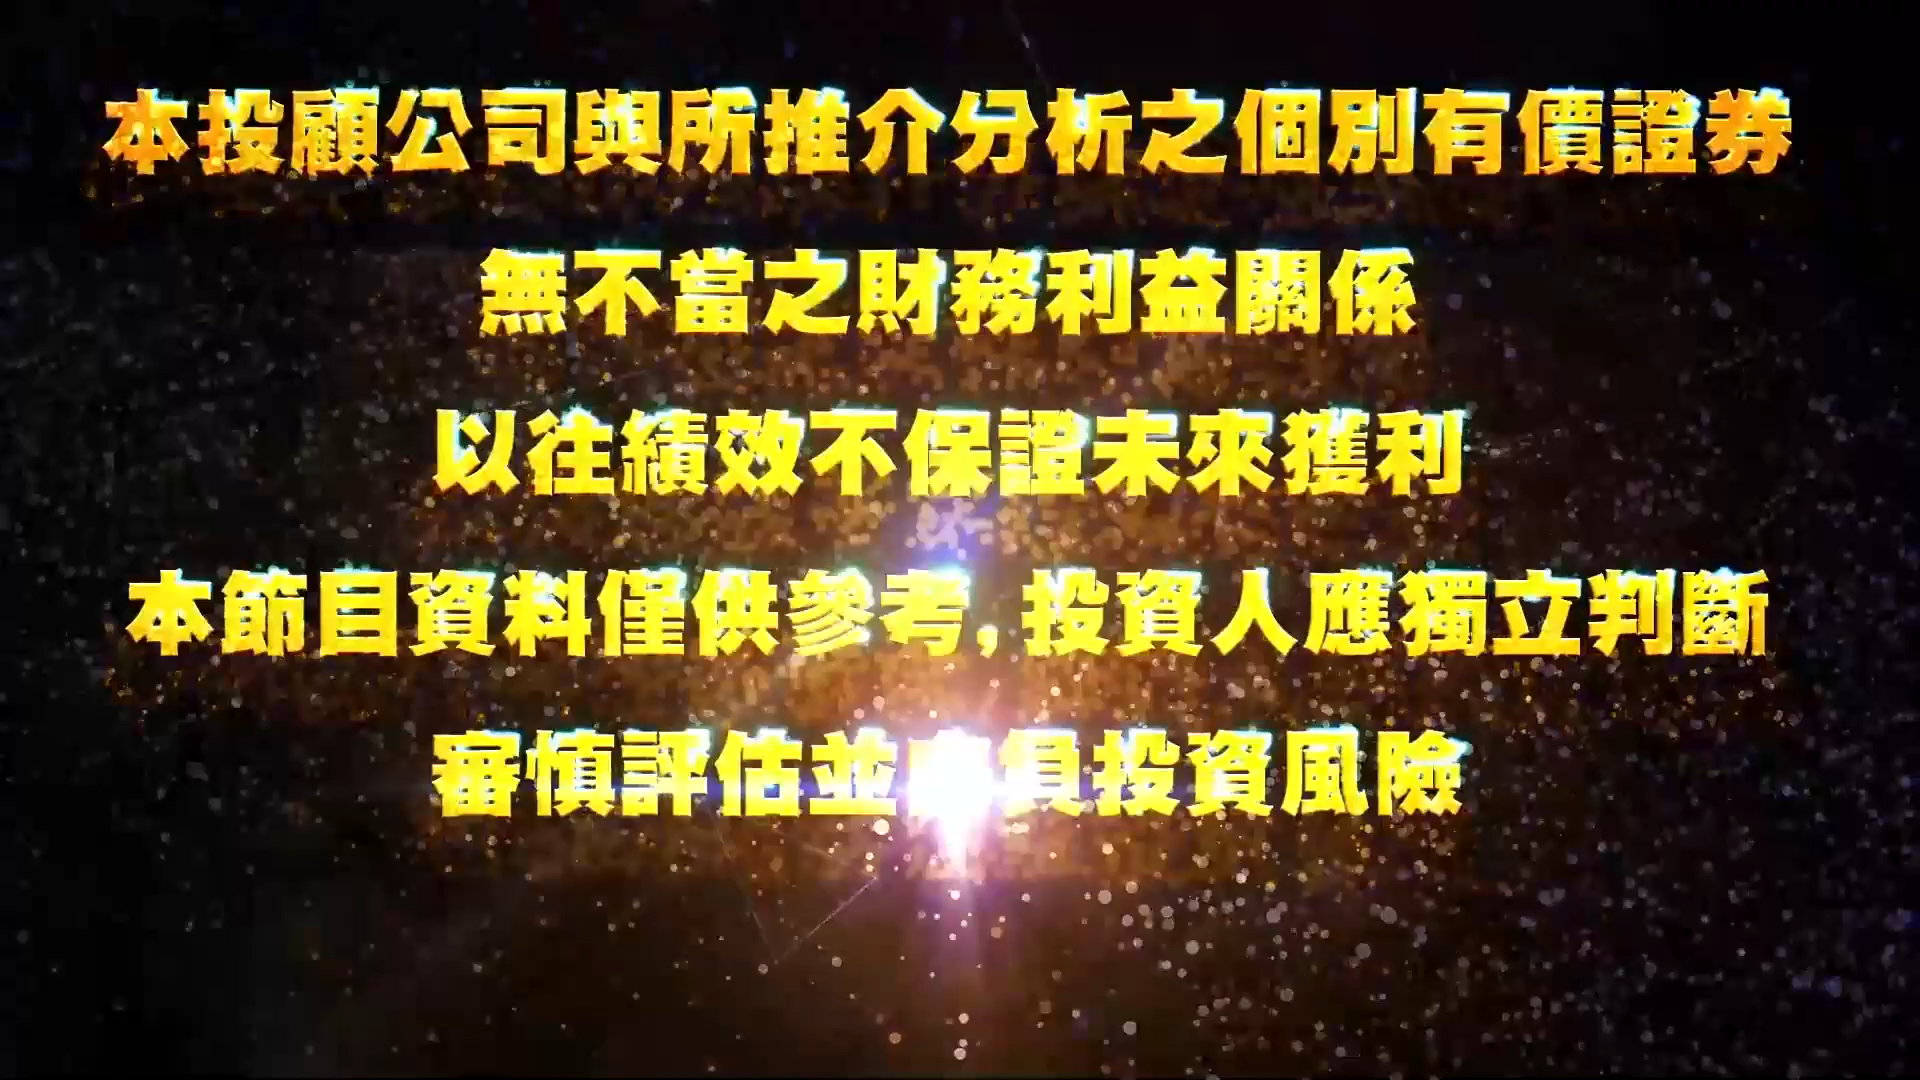 本投顧公司與所推介分析之個別有價證券
無不當之財務利益關係
以往績效不保證未來獲利
本節目資料僅供參考,投資人應獨立判斷
審慎評估並自負投資風險